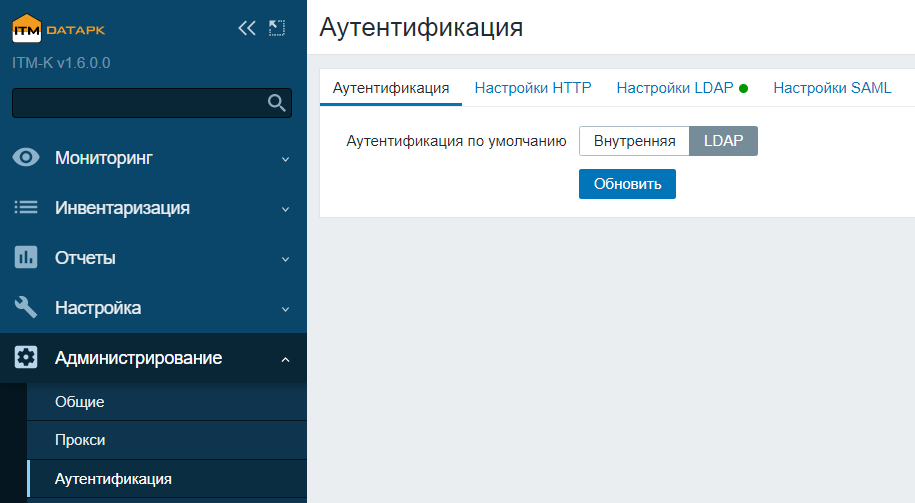 ITM DATAPK
ITM-K v1.6.0.0
Мониторинг
Инвентаризация
Отчеты
Настройка
Администрирование
Общие
Прокси
Аутентификация
Аутентификация
Аутентификация Настройки HTTP Настройки LDAP Настройки SAML
Аутентификация по умолчанию Внутренняя LDAP
Обновить